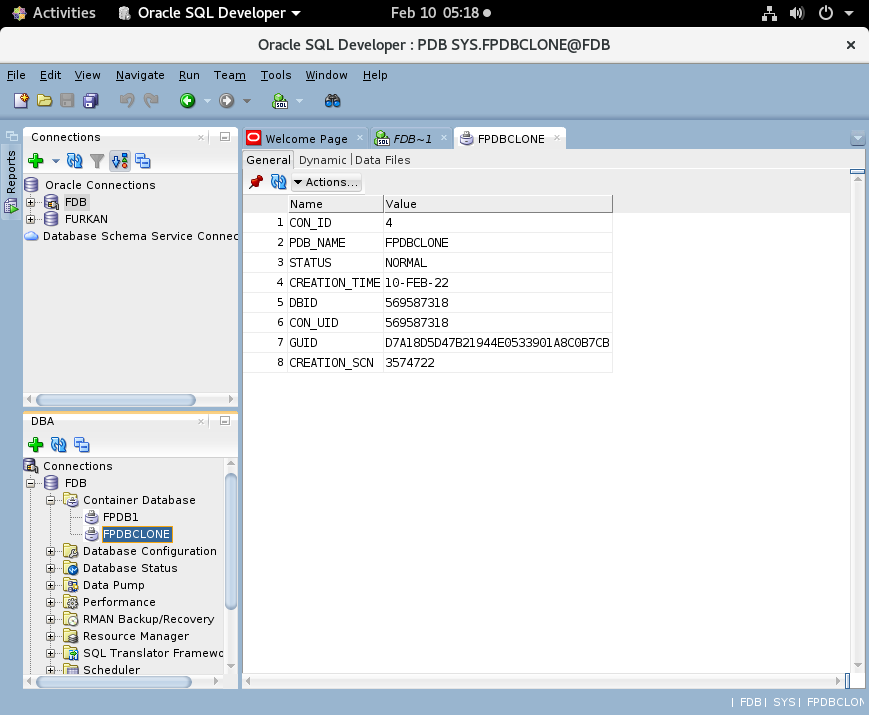 Activities Oracle SQL Developer Feb 10 05:18
Oracle SQL Developer : PDB SYS.FPDBCLONE@FDB
File Edit View Navigate Run Team Tools Window Help
Reports
Connections
Oracle Connections
FDB
FURKAN
Database Schema Service Connec
DBA
Connections
FDB
Container Database
FPDB1
FPDBCLONE
Database Configuration
Database Status
Data Pump
Performance
RMAN Backup/Recovery
Resource Manager
SQL Translator Framewo
Scheduler
Welcome Page FDB~1 FPDBCLONE
General Dynamic Data Files
Actions...
Name Value
1 CON_ID 4
2 PDB_NAME FPDBCLONE
3 STATUS NORMAL
4 CREATION_TIME 10-FEB-22
5 DBID 569587318
6 CON_UID 569587318
7 GUID D7A18D5D47B21944E0533901A8C0B7CB
8 CREATION_SCN 3574722
| FDB | SYS | FPDBCLON